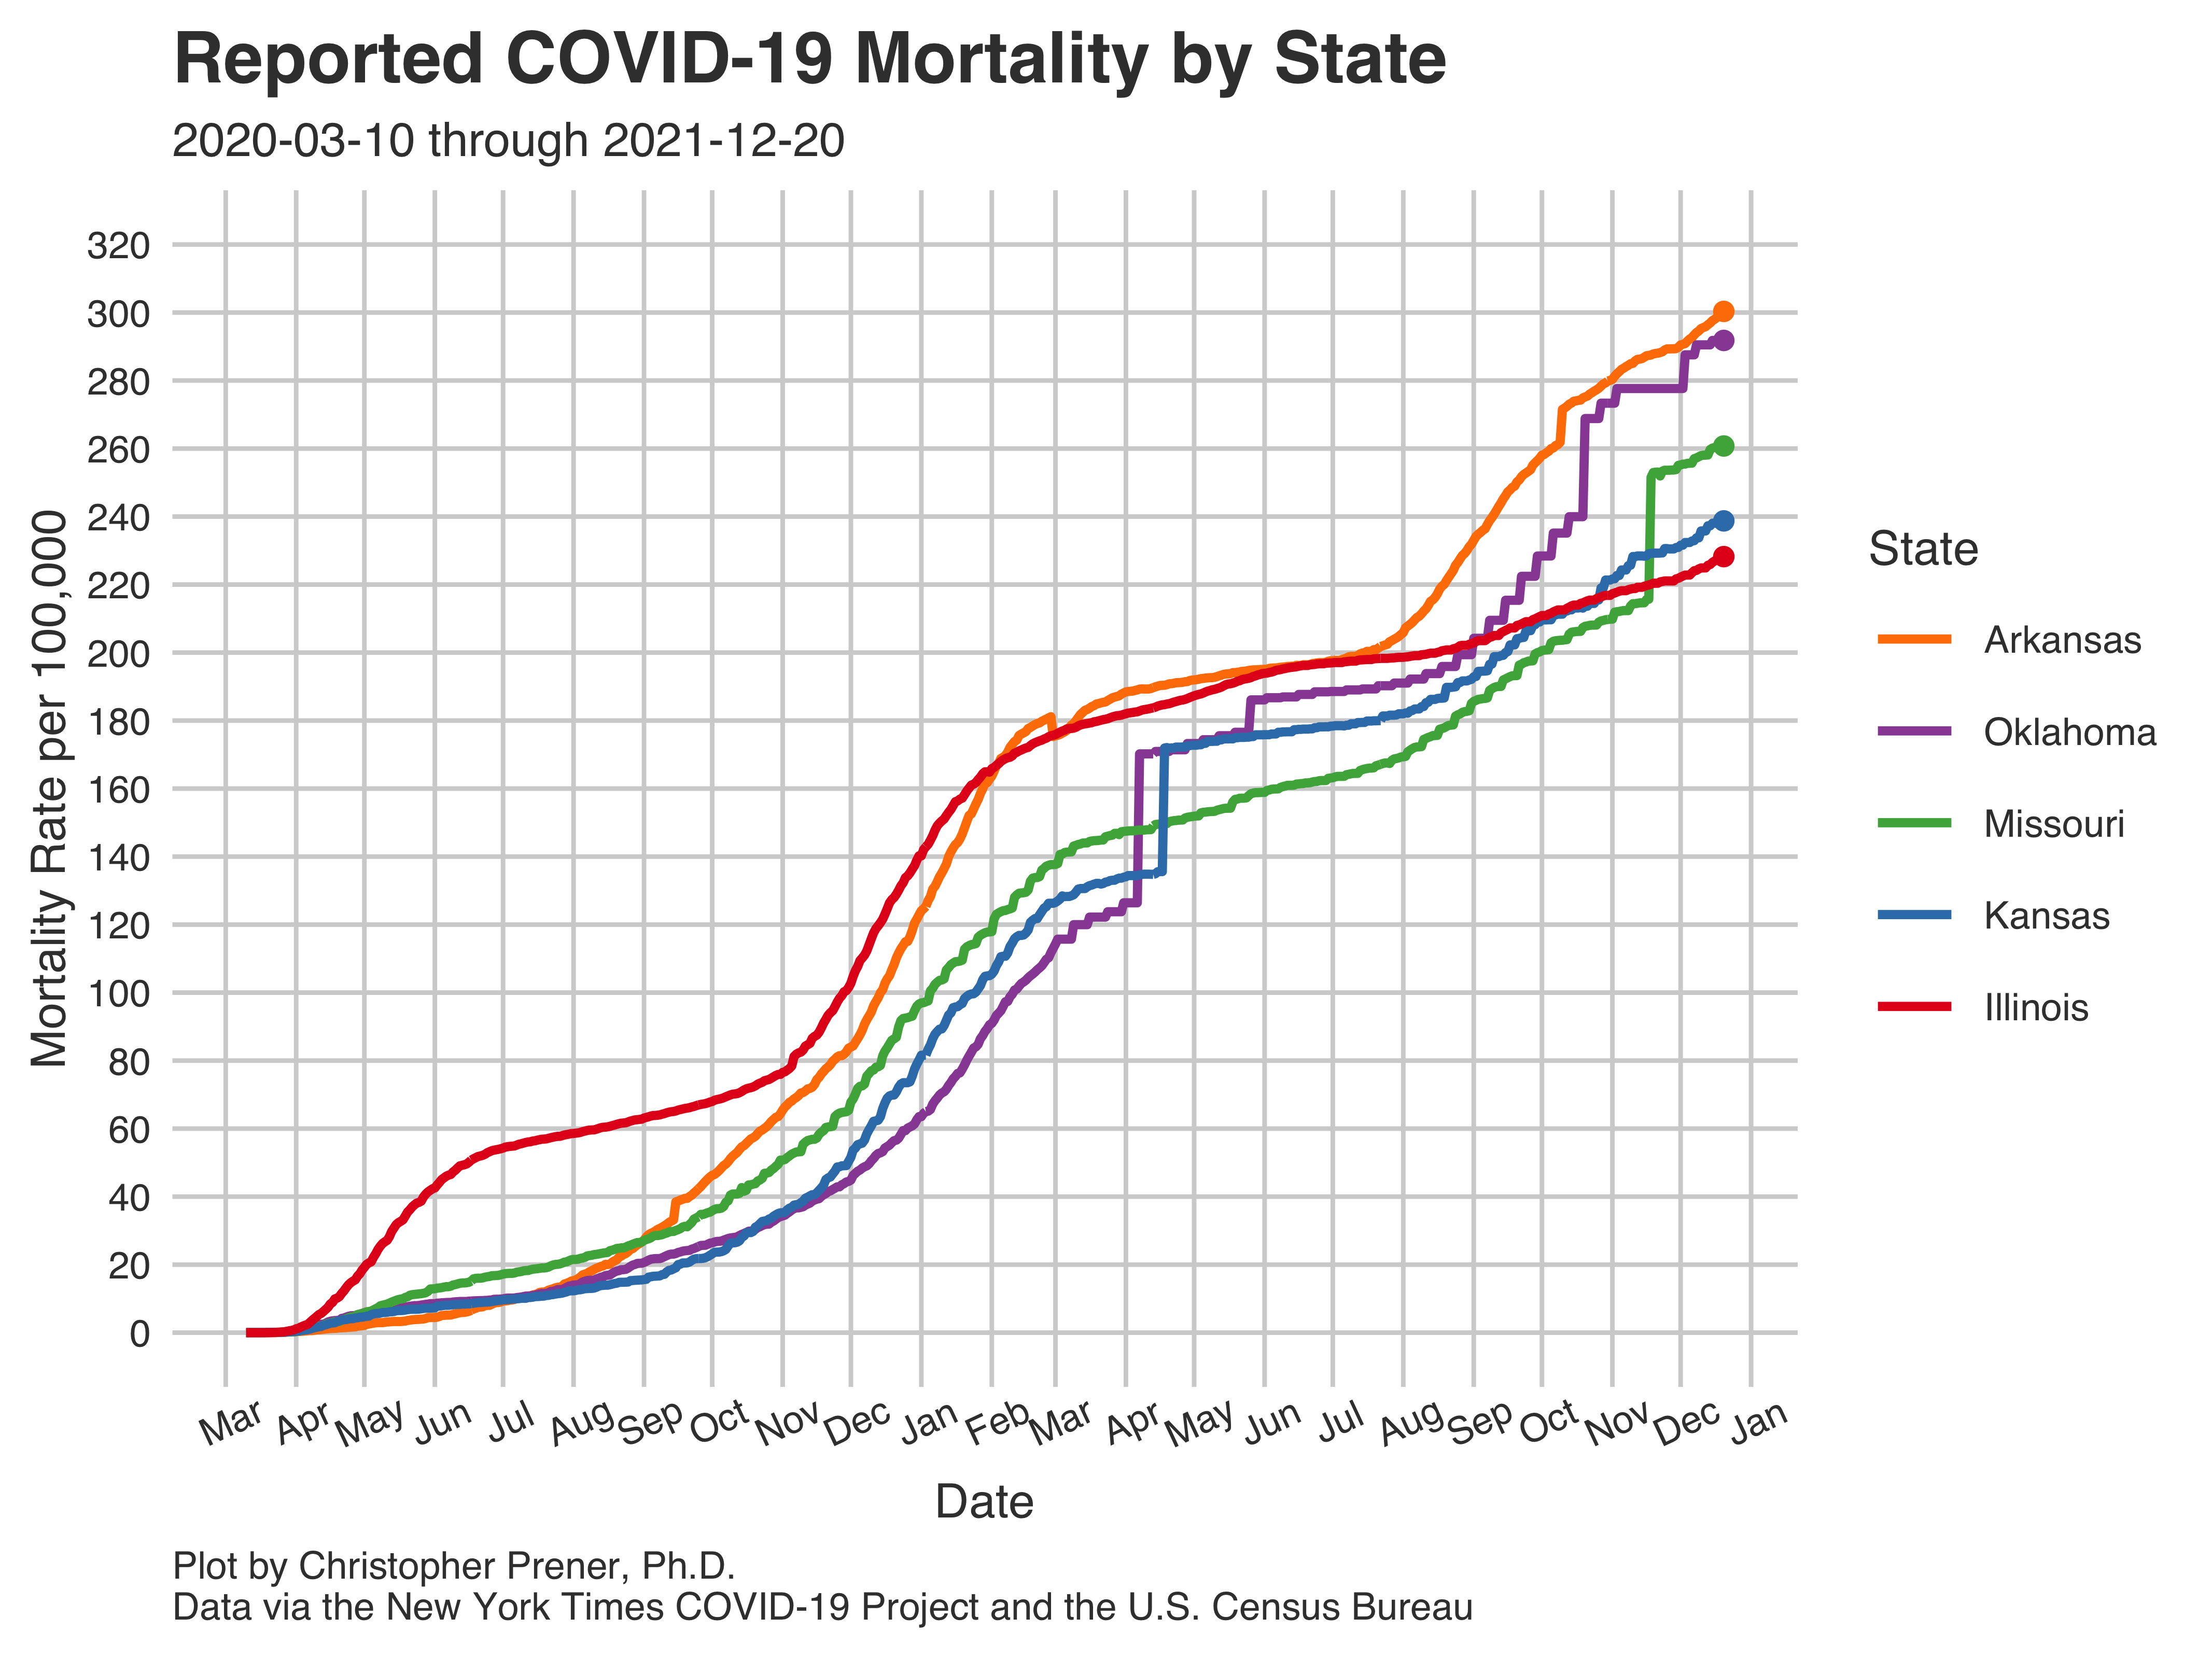 Reported COVID-19 Mortality by State
2020-03-10 through 2021-12-20
Mortality Rate per 100,000
320
300
280
260
240
220
200
180
160
140
120
100
80
60
40
20
0
Mar Apr May Jun Jul Aug Sep Oct Nov Dec Jan Feb Mar Apr May Jun Jul Aug Sep Oct Nov Dec Jan
Date
State
Arkansas
Oklahoma
Missouri
Kansas
Illinois
Plot by Christopher Prener, Ph.D.
Data via the New York Times COVID-19 Project and the U.S. Census Bureau